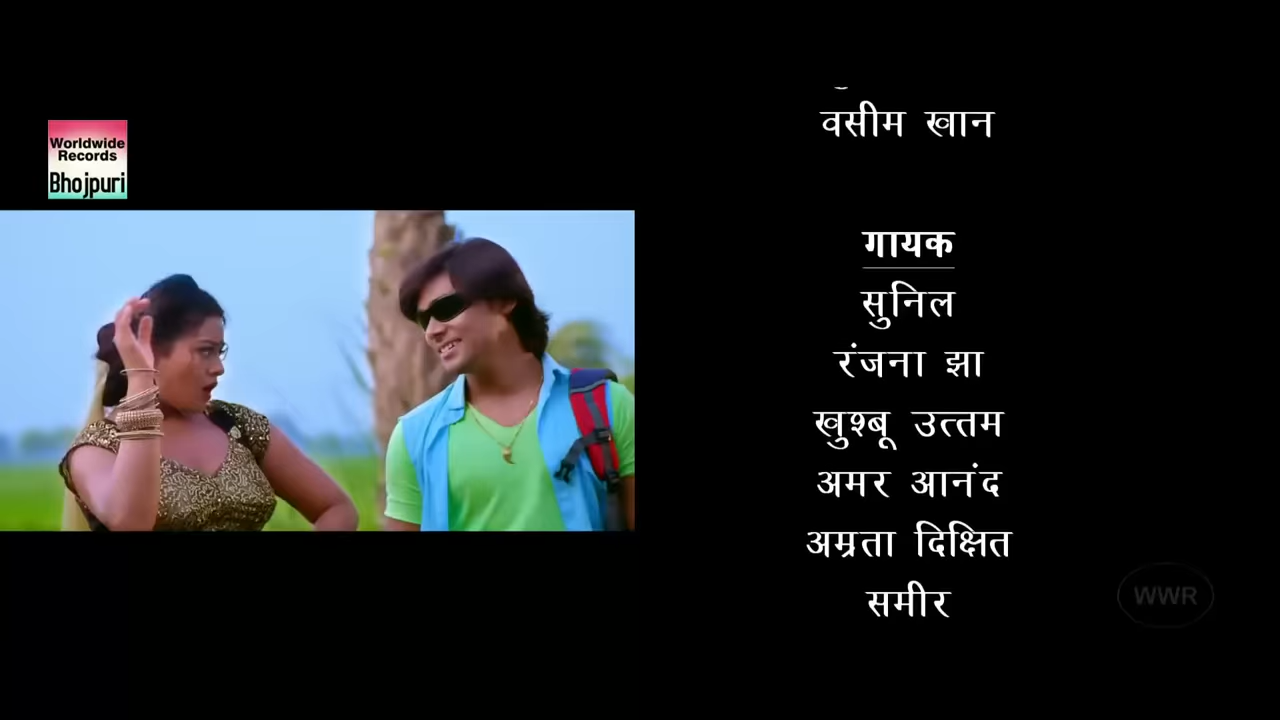 Worldwide
Records
Bhojpuri
वसीम खान
गायक
सुनिल
रंजना झा
खुश्बू उत्तम
अमर आनंद
अम्रता दिक्षित
समीर
WWR